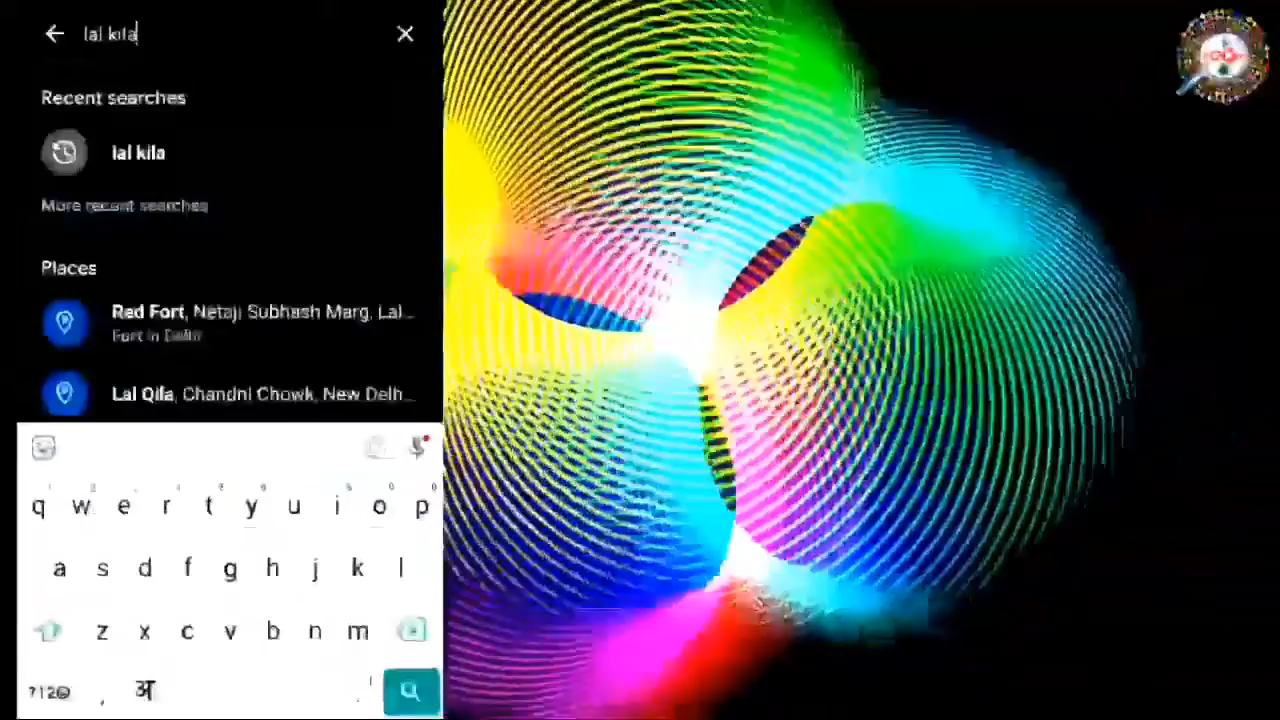 lal kila
Recent searches
lal kila
More recent searches
Places
Red Fort, Netaji Subhash Marg, Lal...
Fort in Delhi
Lal Qila, Chandni Chowk, New Delh...
q w e r t y u i o p
a s d f g h j k l
z x c v b n m
?123 , अ .